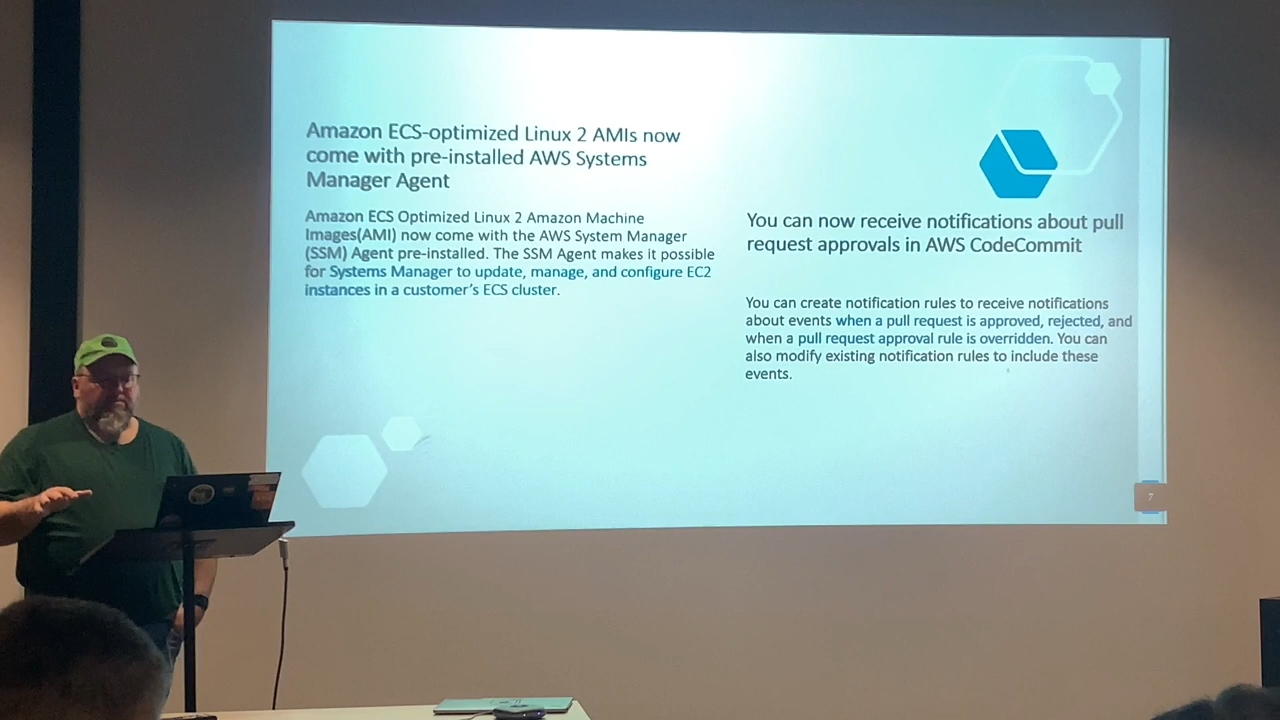 Amazon ECS-optimized Linux 2 AMIs now
come with pre-installed AWS Systems
Manager Agent
Amazon ECS Optimized Linux 2 Amazon Machine
Images(AMI) now come with the AWS System Manager
(SSM) Agent pre-installed. The SSM Agent makes it possible
for Systems Manager to update, manage, and configure EC2
instances in a customer's ECS cluster.
You can now receive notifications about pull
request approvals in AWS CodeCommit
You can create notification rules to receive notifications
about events when a pull request is approved, rejected, and
when a pull request approval rule is overridden. You can
also modify existing notification rules to include these
events.
7